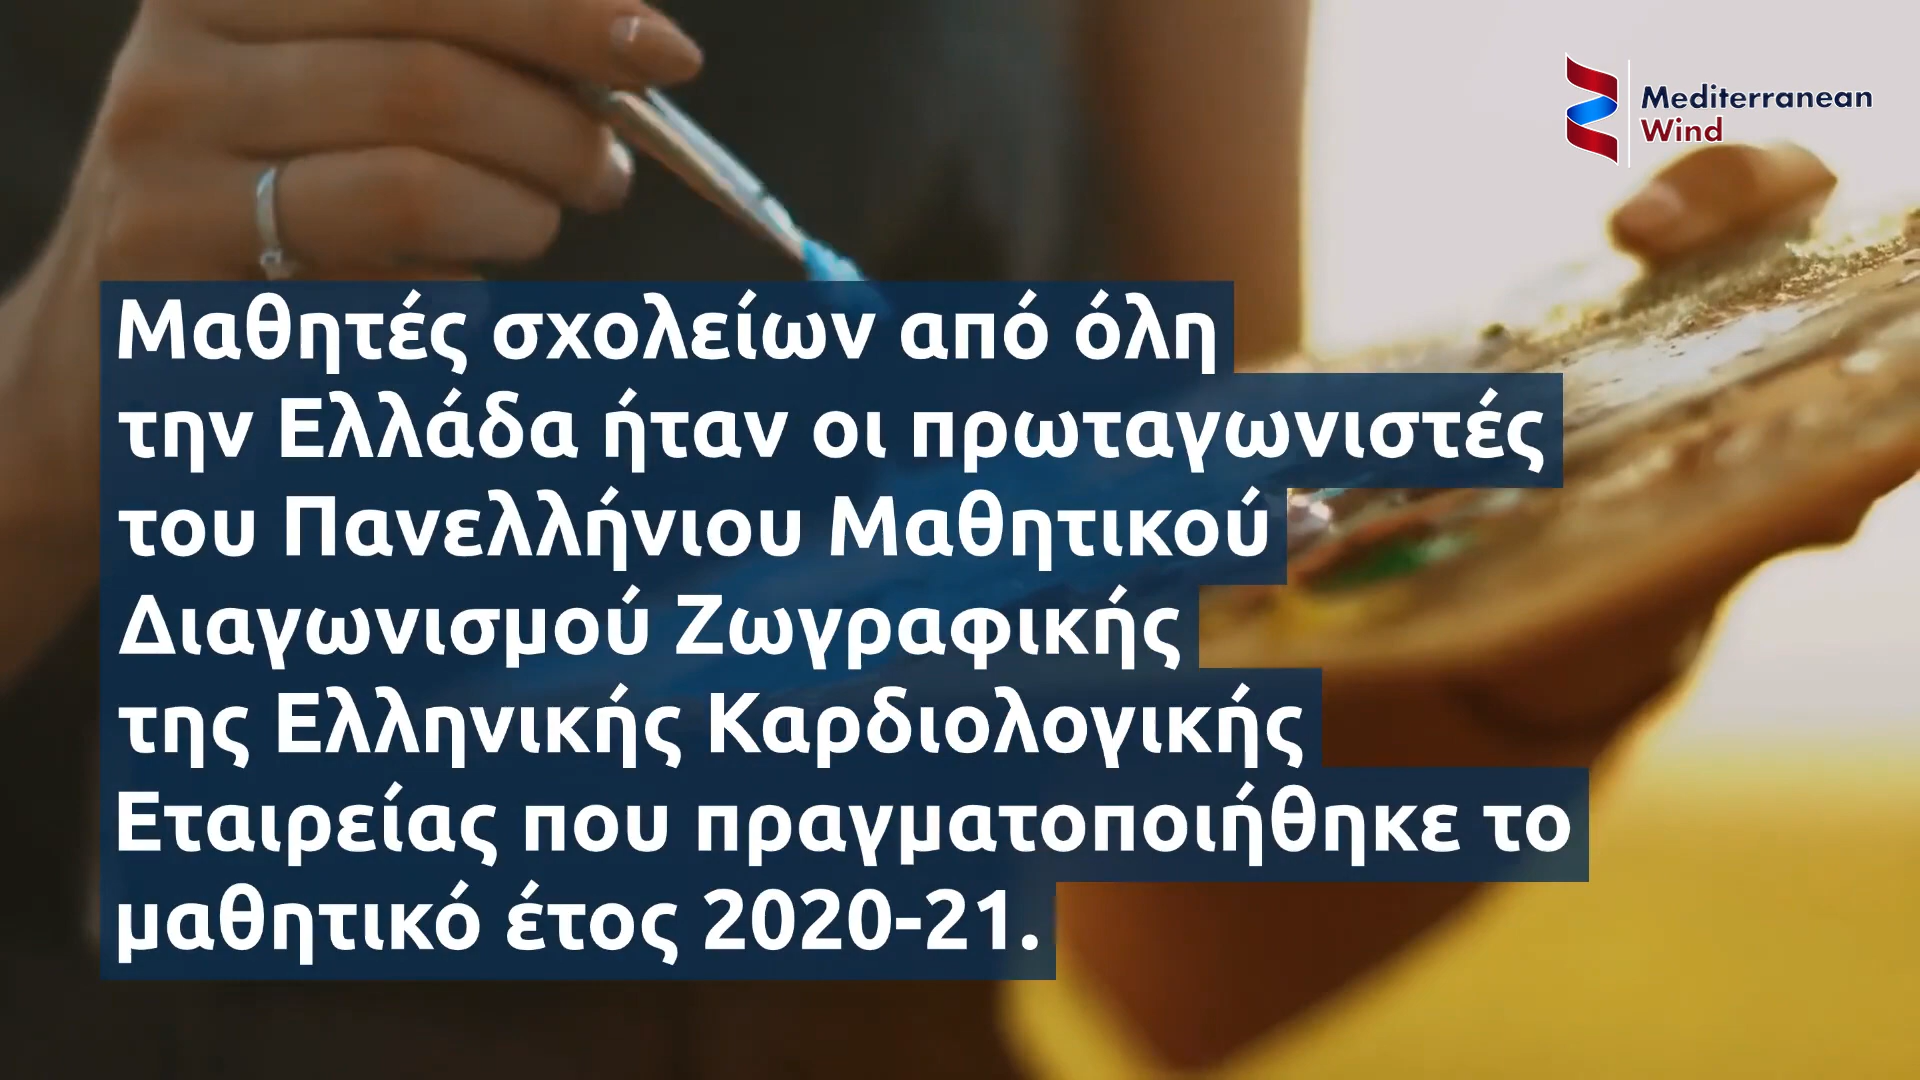 Mediterranean
Wind
Μαθητές σχολείων από όλη
την Ελλάδα ήταν οι πρωταγωνιστές
του Πανελλήνιου Μαθητικού
Διαγωνισμού Ζωγραφικής
της Ελληνικής Καρδιολογικής
Εταιρείας που πραγματοποιήθηκε το
μαθητικό έτος 2020-21.